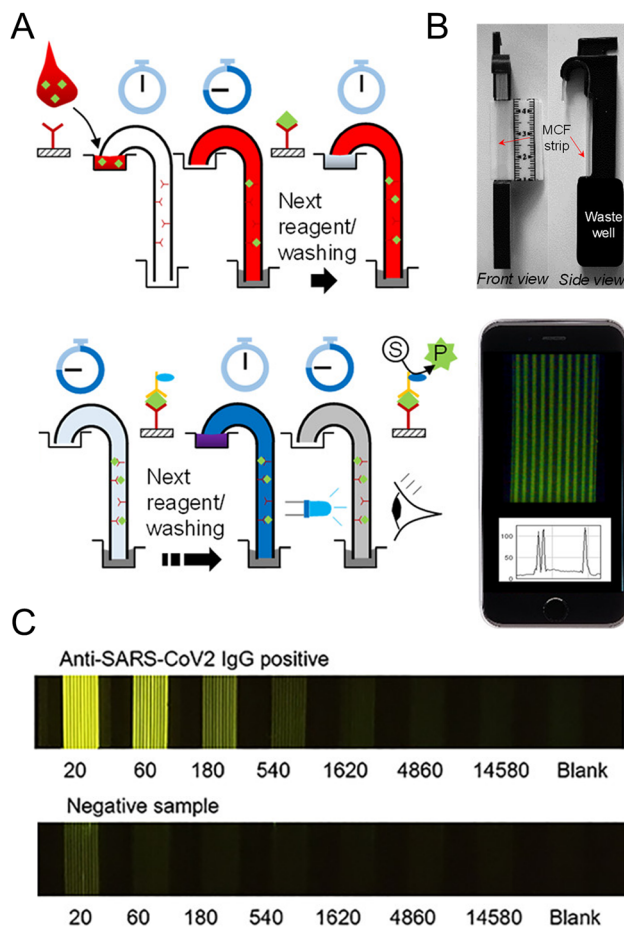 A
B
MCF
strip
Waste
well
Front view
Side view
Next
reagent/
washing
S
P
Next
reagent/
washing
100
50
0
C
Anti-SARS-CoV2 IgG positive
20 60 180 540 1620 4860 14580 Blank
Negative sample
20 60 180 540 1620 4860 14580 Blank